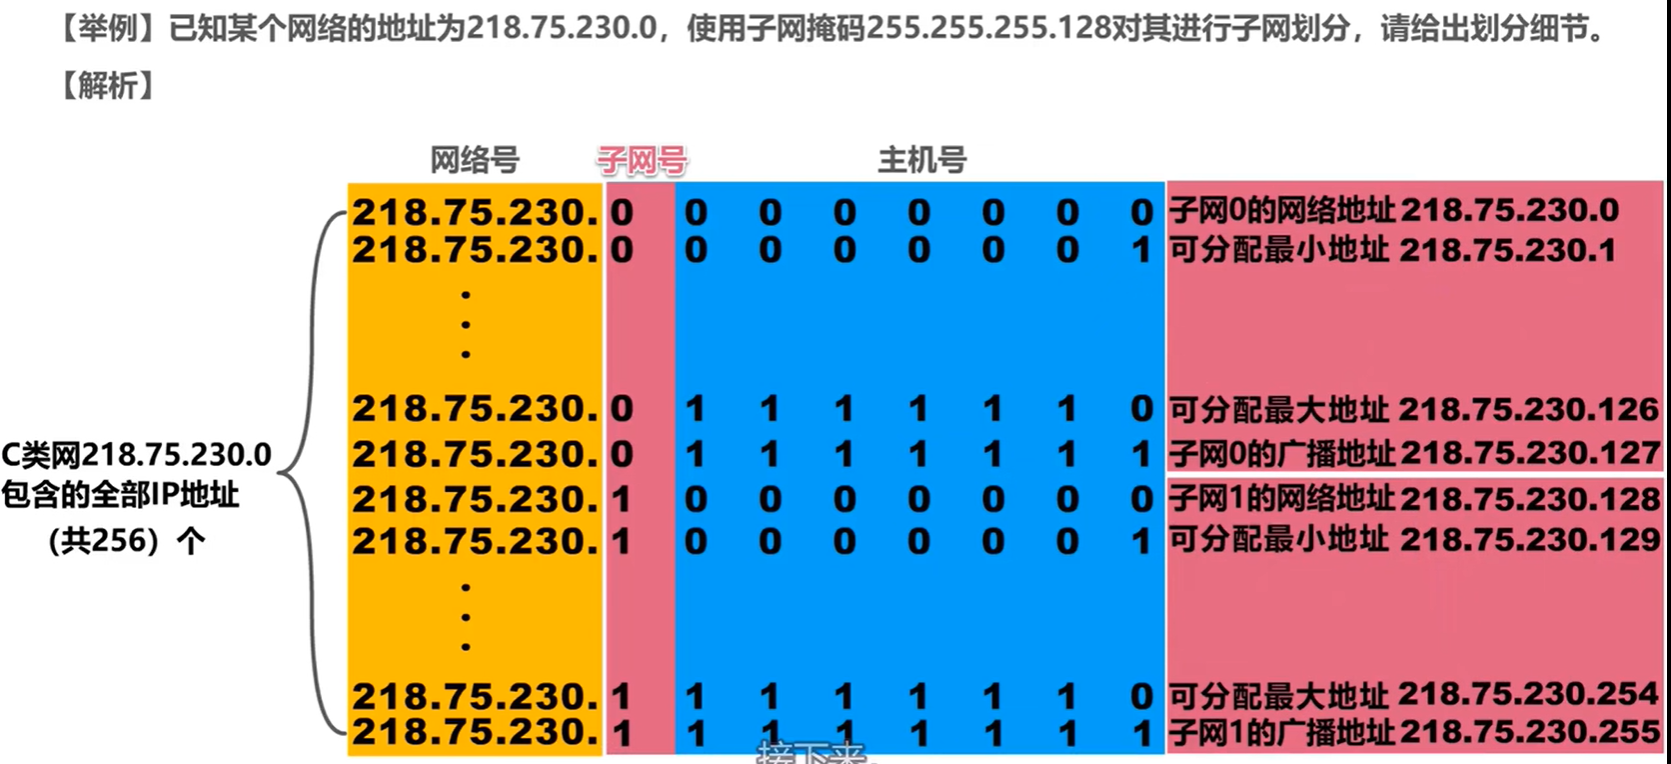 【举例】已知某个网络的地址为218.75.230.0，使用子网掩码255.255.255.128对其进行子网划分，请给出划分细节。
【解析】
网络号 子网号 主机号
218.75.230. 0 0 0 0 0 0 0 0 子网0的网络地址 218.75.230.0
218.75.230. 0 0 0 0 0 0 0 1 可分配最小地址 218.75.230.1
218.75.230. 0 1 1 1 1 1 1 0 可分配最大地址 218.75.230.126
218.75.230. 0 1 1 1 1 1 1 1 子网0的广播地址 218.75.230.127
C类网218.75.230.0
包含的全部IP地址
（共256）个
218.75.230. 1 0 0 0 0 0 0 0 子网1的网络地址 218.75.230.128
218.75.230. 1 0 0 0 0 0 0 1 可分配最小地址 218.75.230.129
218.75.230. 1 1 1 1 1 1 1 0 可分配最大地址 218.75.230.254
218.75.230. 1 1 1 1 1 1 1 1 子网1的广播地址 218.75.230.255
接下来，